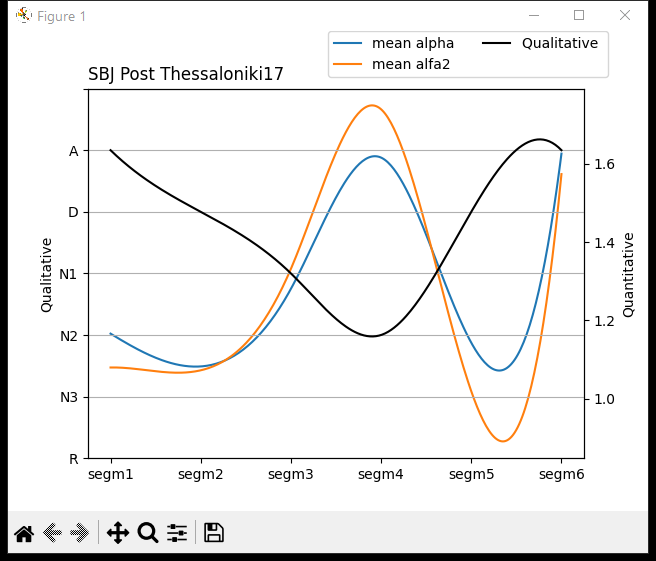 Figure 1
mean alpha
mean alfa2
Qualitative
SBJ Post Thessaloniki17
A
D
N1
N2
N3
R
Qualitative
1.6
1.4
1.2
1.0
Quantitative
segm1 segm2 segm3 segm4 segm5 segm6